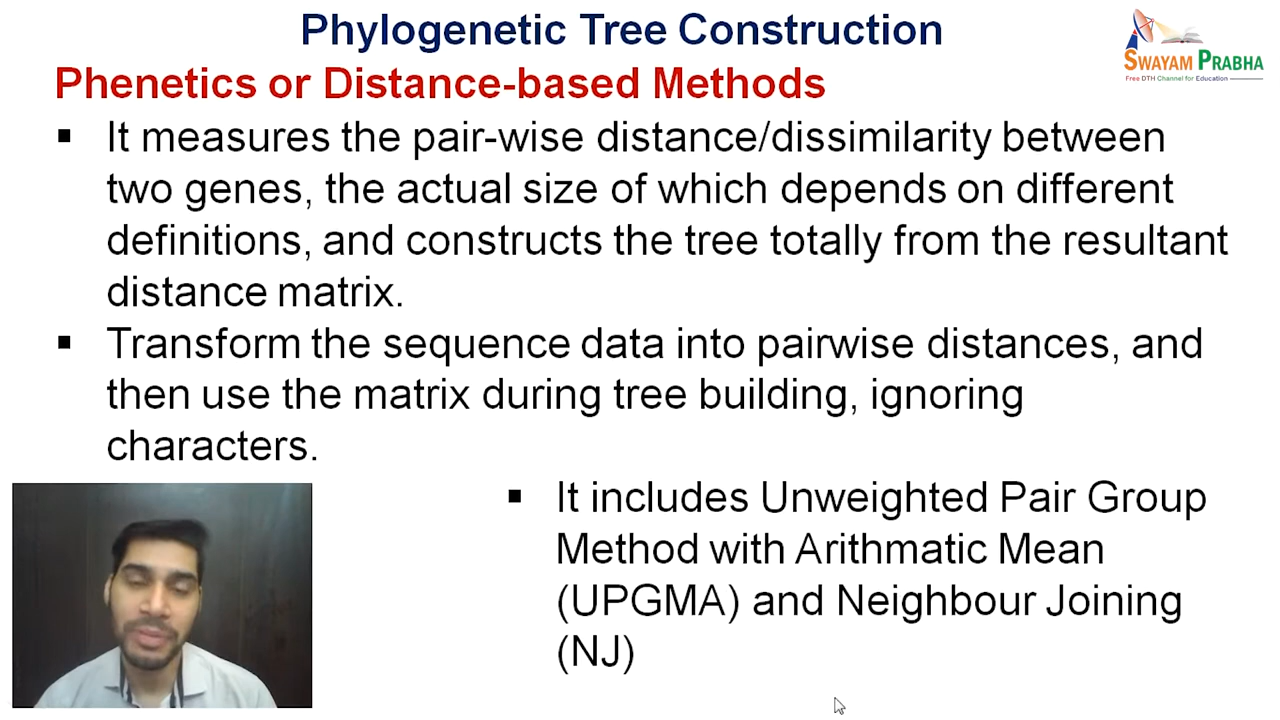 Phylogenetic Tree Construction
SWAYAM PRABHA
Free DTH Channel for Education
Phenetics or Distance-based Methods
▪ It measures the pair-wise distance/dissimilarity between
two genes, the actual size of which depends on different
definitions, and constructs the tree totally from the resultant
distance matrix.
▪ Transform the sequence data into pairwise distances, and
then use the matrix during tree building, ignoring
characters.
▪ It includes Unweighted Pair Group
Method with Arithmatic Mean
(UPGMA) and Neighbour Joining
(NJ)